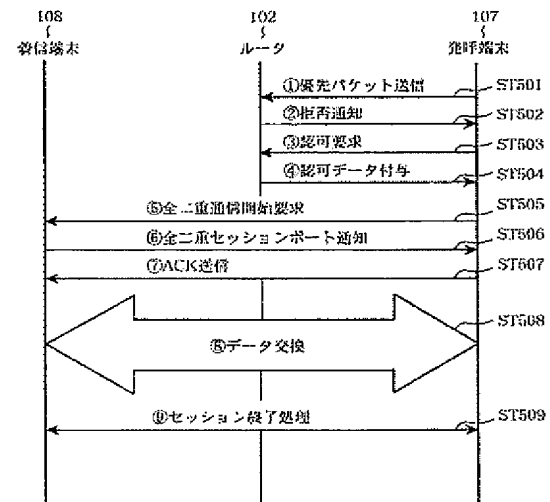 108
着信端末
102
ルータ
107
発呼端末
①優先パケット送信
ST501
②拒否通知
ST502
③認可要求
ST503
④認可データ付与
ST504
⑤全二重通信開始要求
ST505
⑥全二重セッションポート通知
ST506
⑦ACK送信
ST507
⑧データ交換
ST508
⑨セッション終了処理
ST509